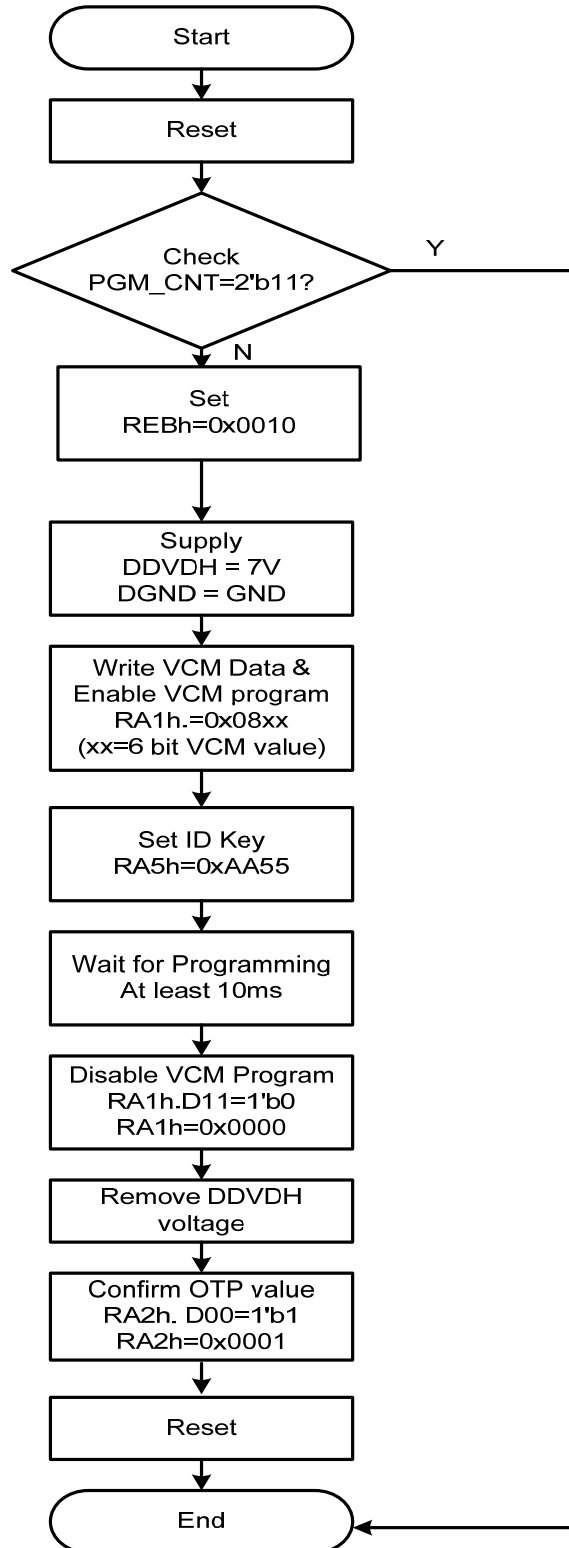 Start
Reset
Check
PGM_CNT=2'b11?
Y
N
Set
REBh=0x0010
Supply
DDVDH = 7V
DGND = GND
Write VCM Data &
Enable VCM program
RA1h.=0x08xx
(xx=6 bit VCM value)
Set ID Key
RA5h=0xAA55
Wait for Programming
At least 10ms
Disable VCM Program
RA1h.D11=1'b0
RA1h=0x0000
Remove DDVDH
voltage
Confirm OTP value
RA2h. D00=1'b1
RA2h=0x0001
Reset
End